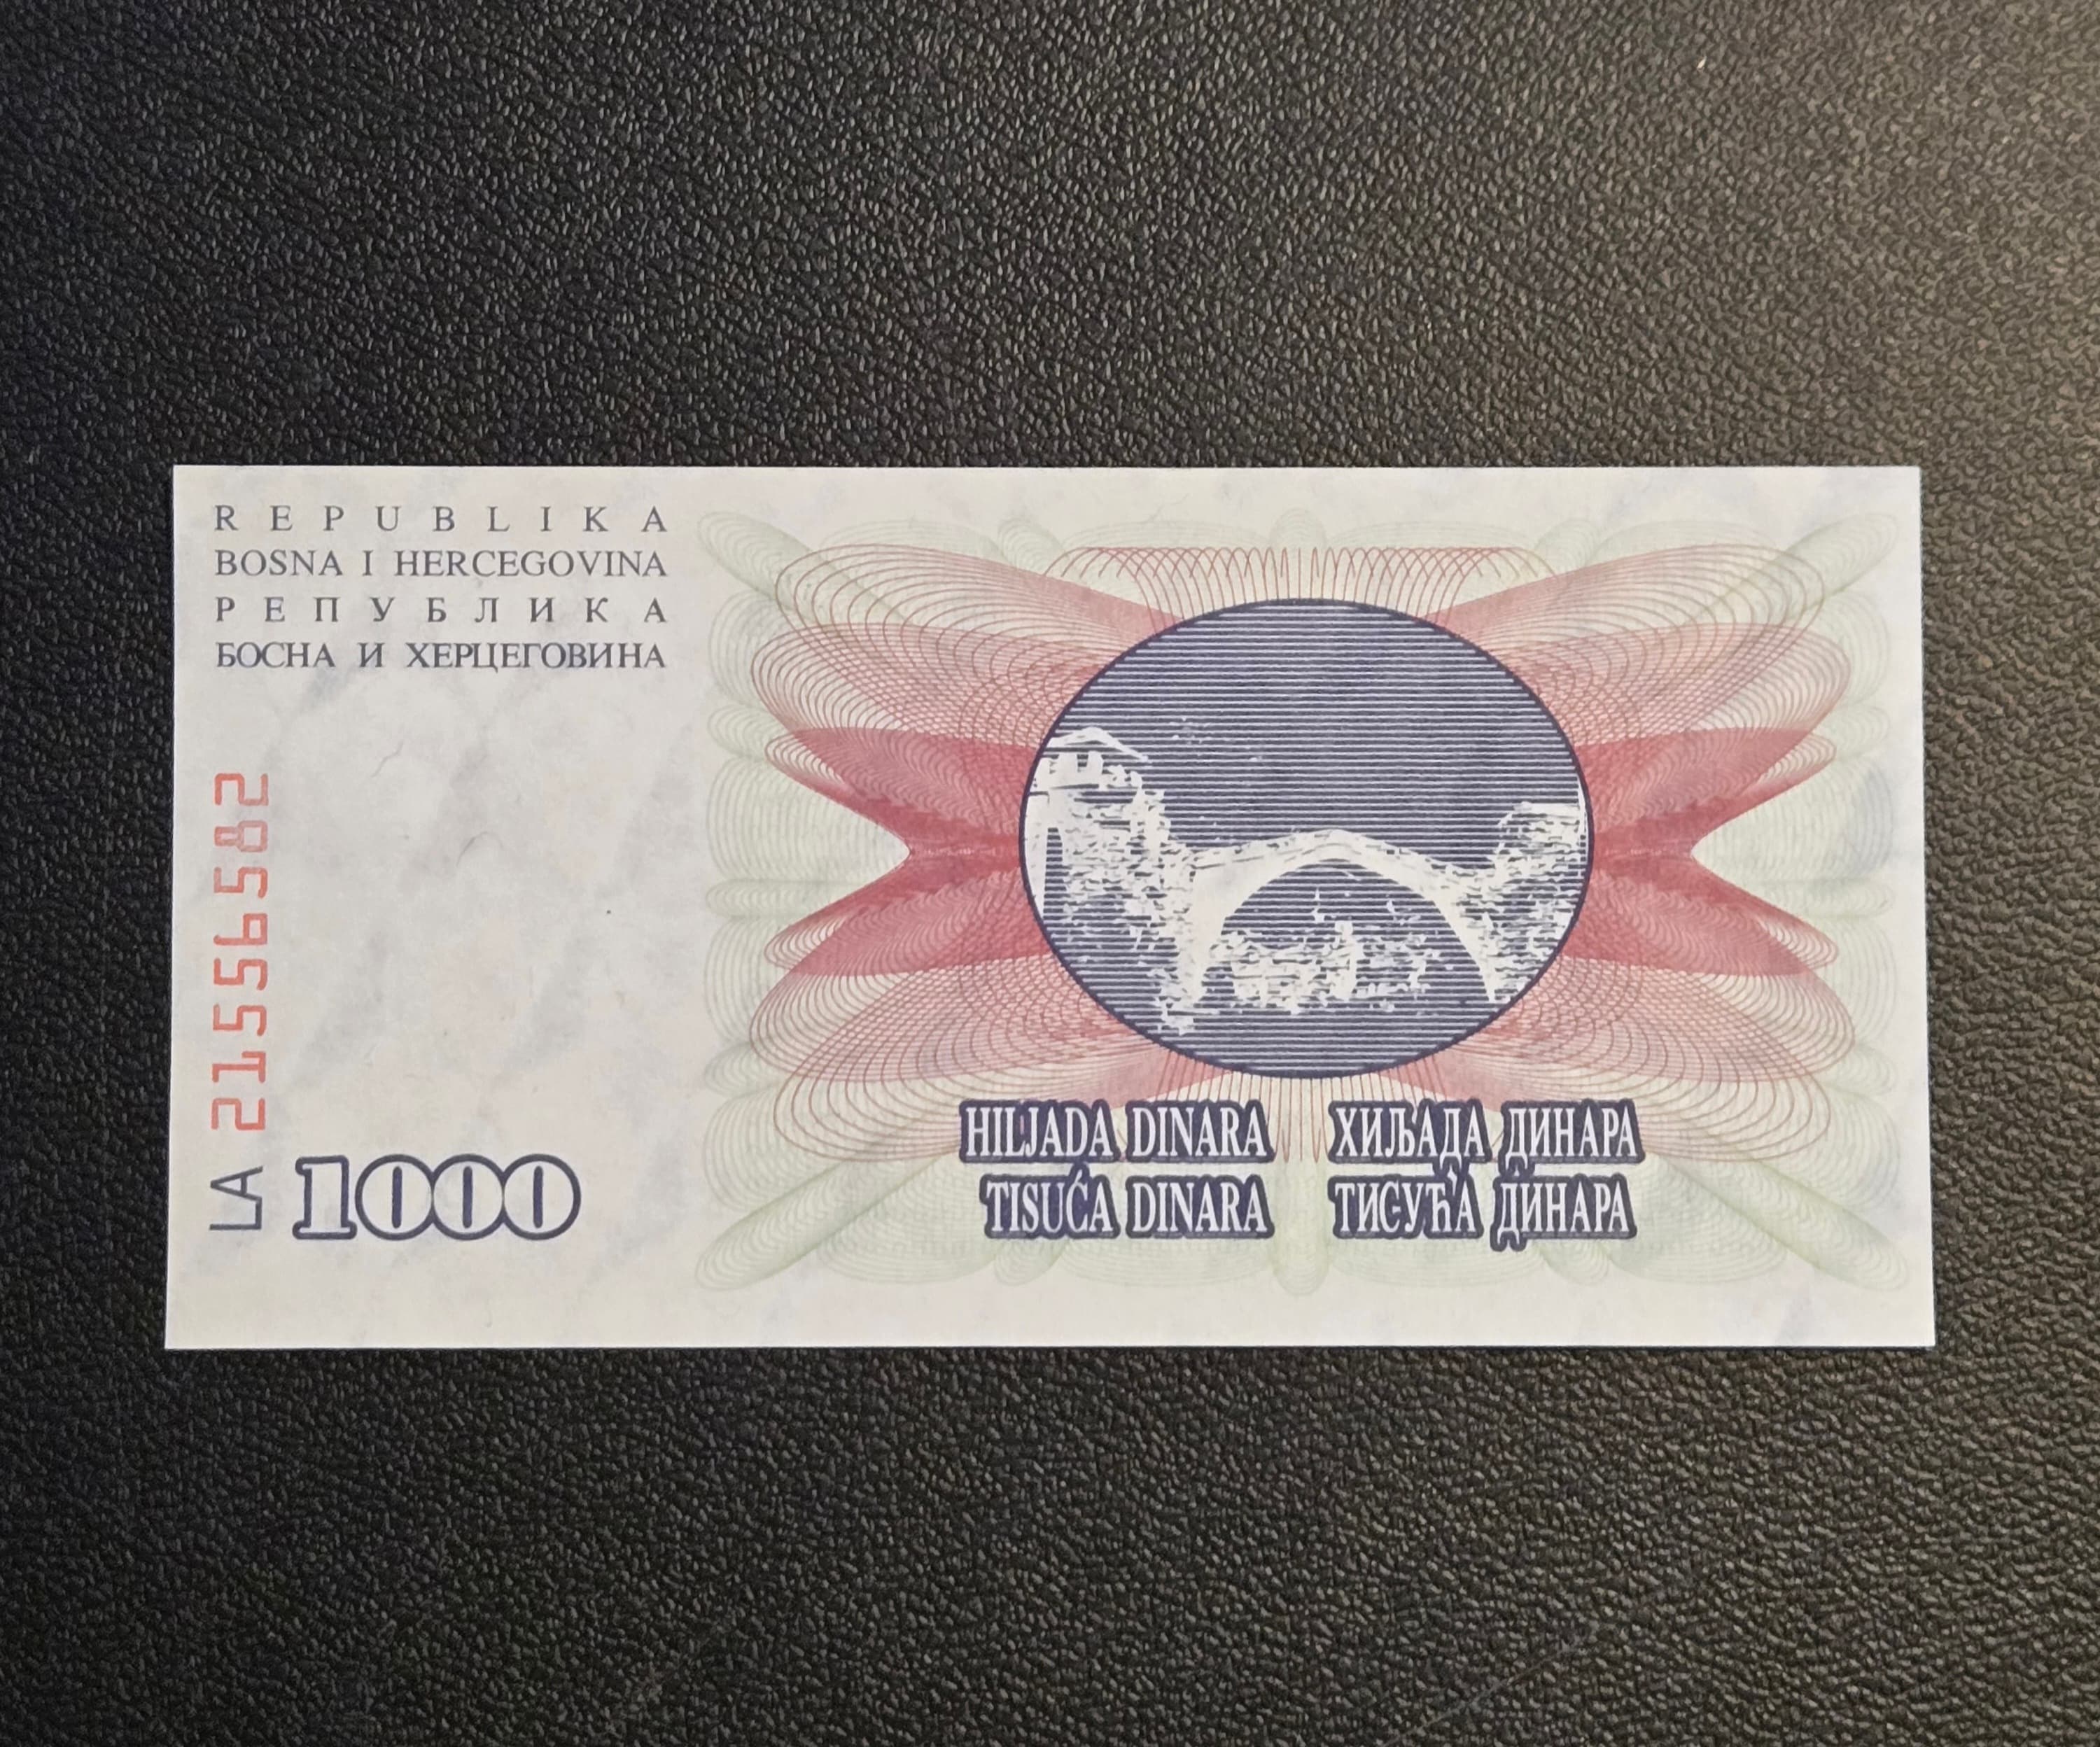 REPUBLIKA
BOSNA I HERCEGOVINA
РЕПУБЛИКА
БОСНА И ХЕРЦЕГОВИНА
LA 21556582
1000
HILJADA DINARA ХИЉАДА ДИНАРА
TISUĆA DINARA ТИСУЋА ДИНАРА